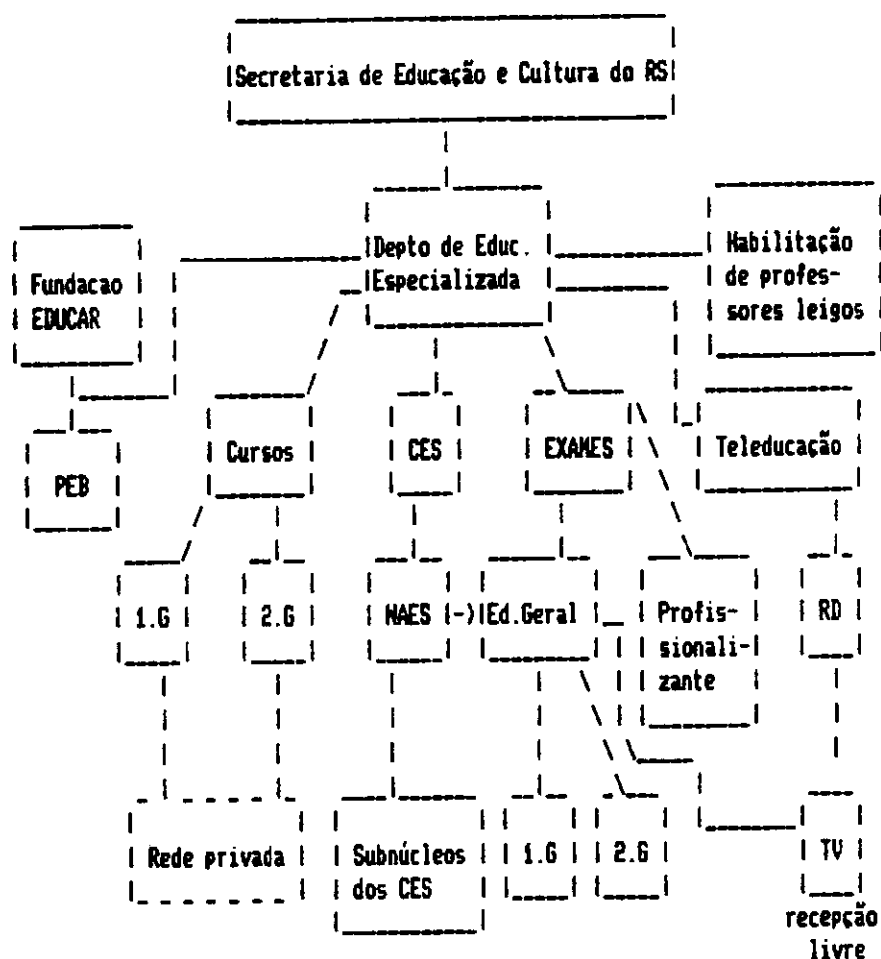 Secretaria de Educação e Cultura do RS
Depto de Educ.
Especializada
Habilitação
de profes-
sores leigos
Fundacao
EDUCAR
PEB
Cursos
CES
EXAMES
Teleducação
1.G
2.G
NAES (-) Ed.Geral
Profis-
sionali-
zante
RD
Rede privada
Subnúcleos
dos CES
1.G
2.G
TV
recepção
livre